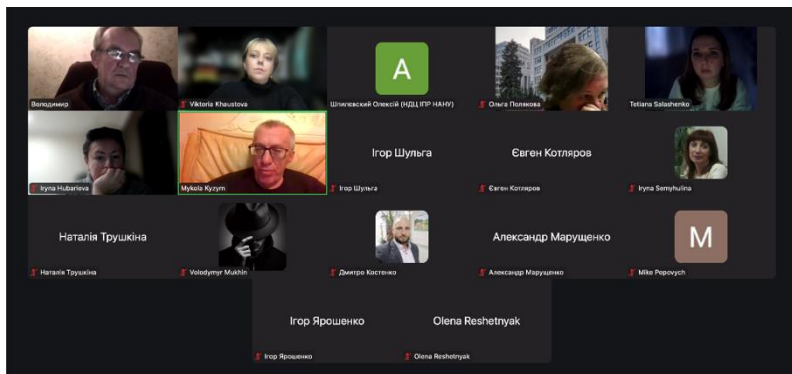 Володимир
Viktoria Khaustova
A
Шпилевский Олексій (НДЦ ІПР НАНУ)
Ольга Полякова
Tetiana Salashenko
Iryna Hubarieva
Mykola Kyzym
Ігор Шульга
Ігор Шульга
Євген Котляров
Євген Котляров
Iryna Semyhulina
Наталія Трушкіна
Наталія Трушкіна
Volodymyr Mukhin
Дмитро Костенко
Александр Марущенко
Александр Марущенко
M
Mike Popovych
Ігор Ярошенко
Ігор Ярошенко
Olena Reshetnyak
Olena Reshetnyak